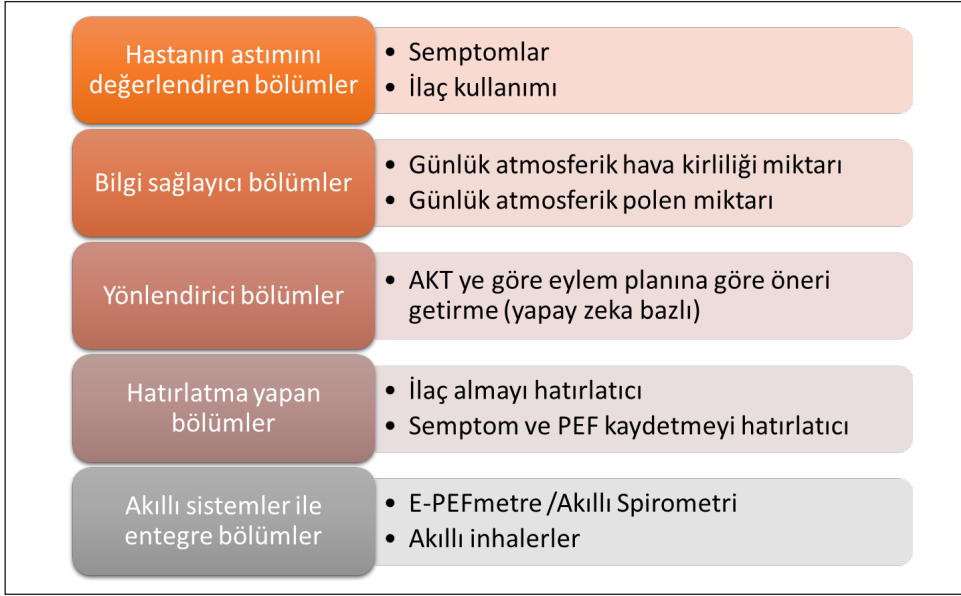 Hastanın astımını
değerlendiren bölümler
• Semptomlar
• İlaç kullanımı
Bilgi sağlayıcı bölümler
• Günlük atmosferik hava kirliliği miktarı
• Günlük atmosferik polen miktarı
Yönlendirici bölümler
• AKT ye göre eylem planına göre öneri
getirme (yapay zeka bazlı)
Hatırlatma yapan
bölümler
• İlaç almayı hatırlatıcı
• Semptom ve PEF kaydetmeyi hatırlatıcı
Akıllı sistemler ile
entegre bölümler
• E-PEFmetre /Akıllı Spirometri
• Akıllı inhalerler